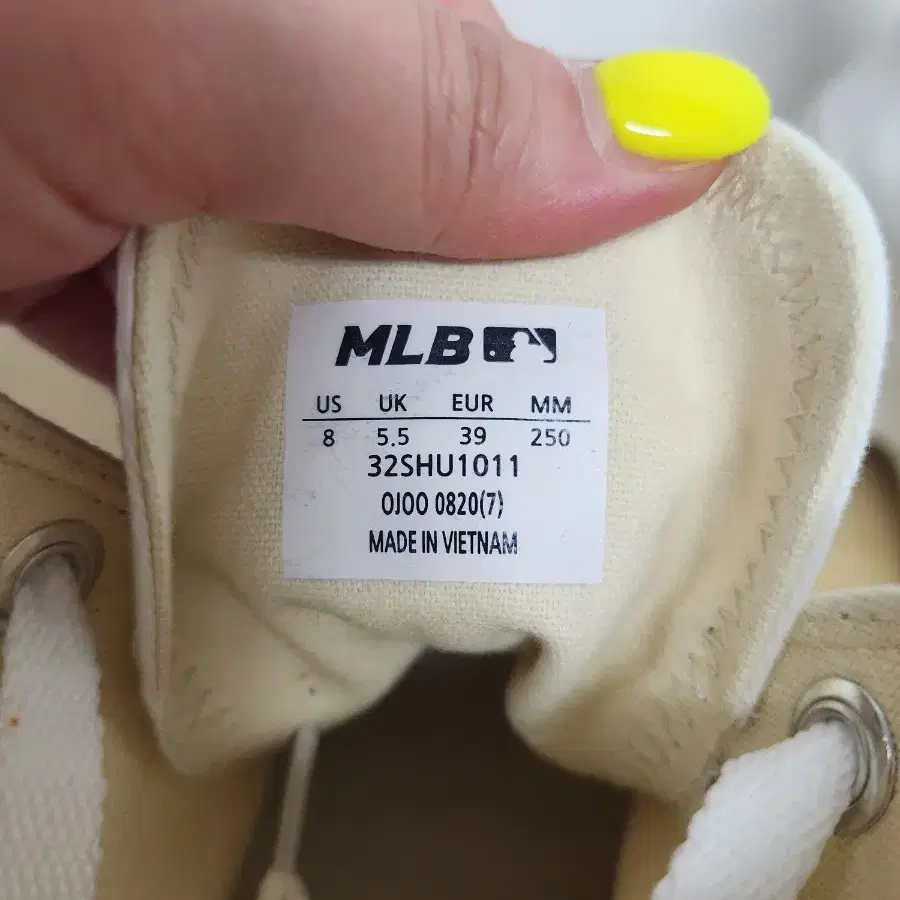 MLB
US UK EUR MM
8 5.5 39 250
32SHU1011
OJOO 0820(7)
MADE IN VIETNAM